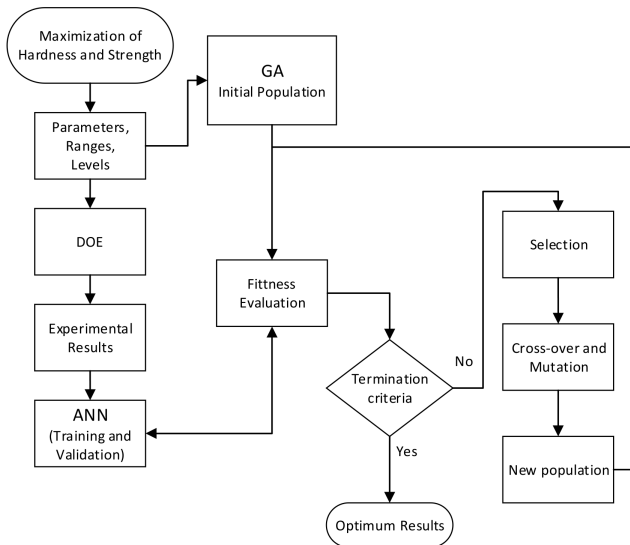 Maximization of
Hardness and Strength
GA
Initial Population
Parameters,
Ranges,
Levels
DOE
Experimental
Results
ANN
(Training and
Validation)
Fittness
Evaluation
Termination
criteria
No
Yes
Optimum Results
Selection
Cross-over and
Mutation
New population